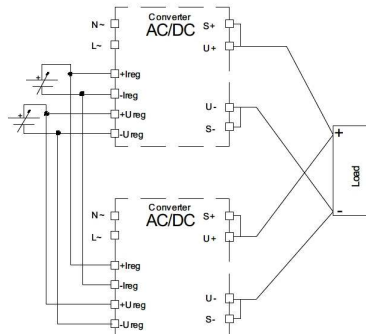 Converter
AC/DC
N~
S+
L~
U+
+Ireg
-Ireg
U-
+Ureg
S-
-Ureg
+
+
+
-
Load
Converter
AC/DC
N~
S+
L~
U+
+Ireg
-Ireg
U-
+Ureg
S-
-Ureg